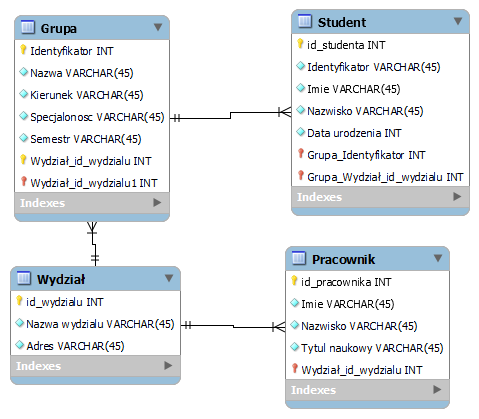 Grupa
Identyfikator INT
Nazwa VARCHAR(45)
Kierunek VARCHAR(45)
Specjalonosc VARCHAR(45)
Semestr VARCHAR(45)
Wydział_id_wydzialu INT
Wydział_id_wydzialu1 INT
Indexes
Student
id_studenta INT
Identyfikator VARCHAR(45)
Imie VARCHAR(45)
Nazwisko VARCHAR(45)
Data urodzenia INT
Grupa_Identyfikator INT
Grupa_Wydział_id_wydzialu INT
Indexes
Wydział
id_wydzialu INT
Nazwa wydzialu VARCHAR(45)
Adres VARCHAR(45)
Indexes
Pracownik
id_pracownika INT
Imie VARCHAR(45)
Nazwisko VARCHAR(45)
Tytul naukowy VARCHAR(45)
Wydział_id_wydzialu INT
Indexes